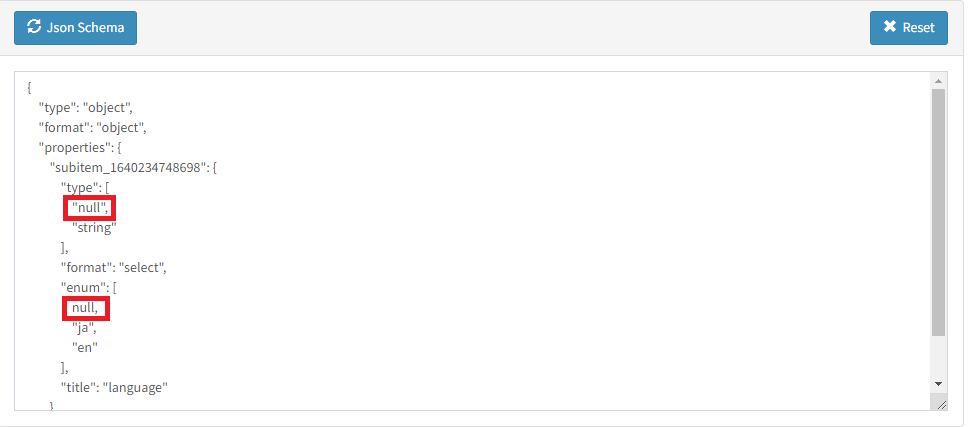 Json Schema
Reset
{
"type": "object",
"format": "object",
"properties": {
"subitem_1640234748698": {
"type": [
"null",
"string"
],
"format": "select",
"enum": [
null,
"ja",
"en"
],
"title": "language"
}